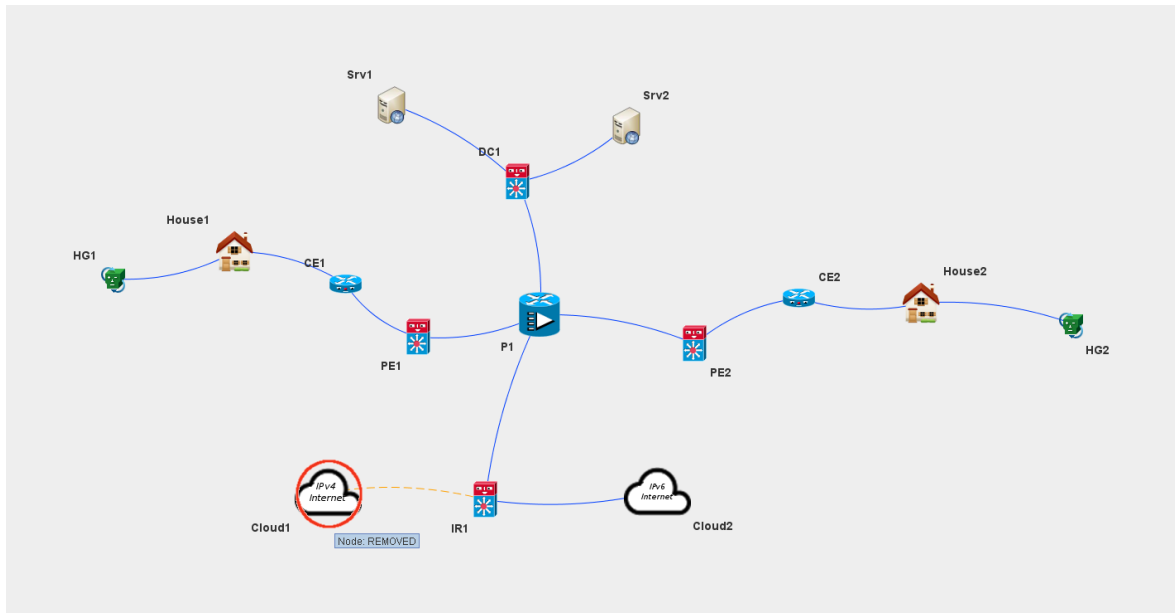 Srv1
Srv2
DC1
House1
HG1
CE1
House2
CE2
HG2
P1
PE1
PE2
IPv4
Internet
IPv6
Internet
Cloud1
IR1
Cloud2
Node: REMOVED